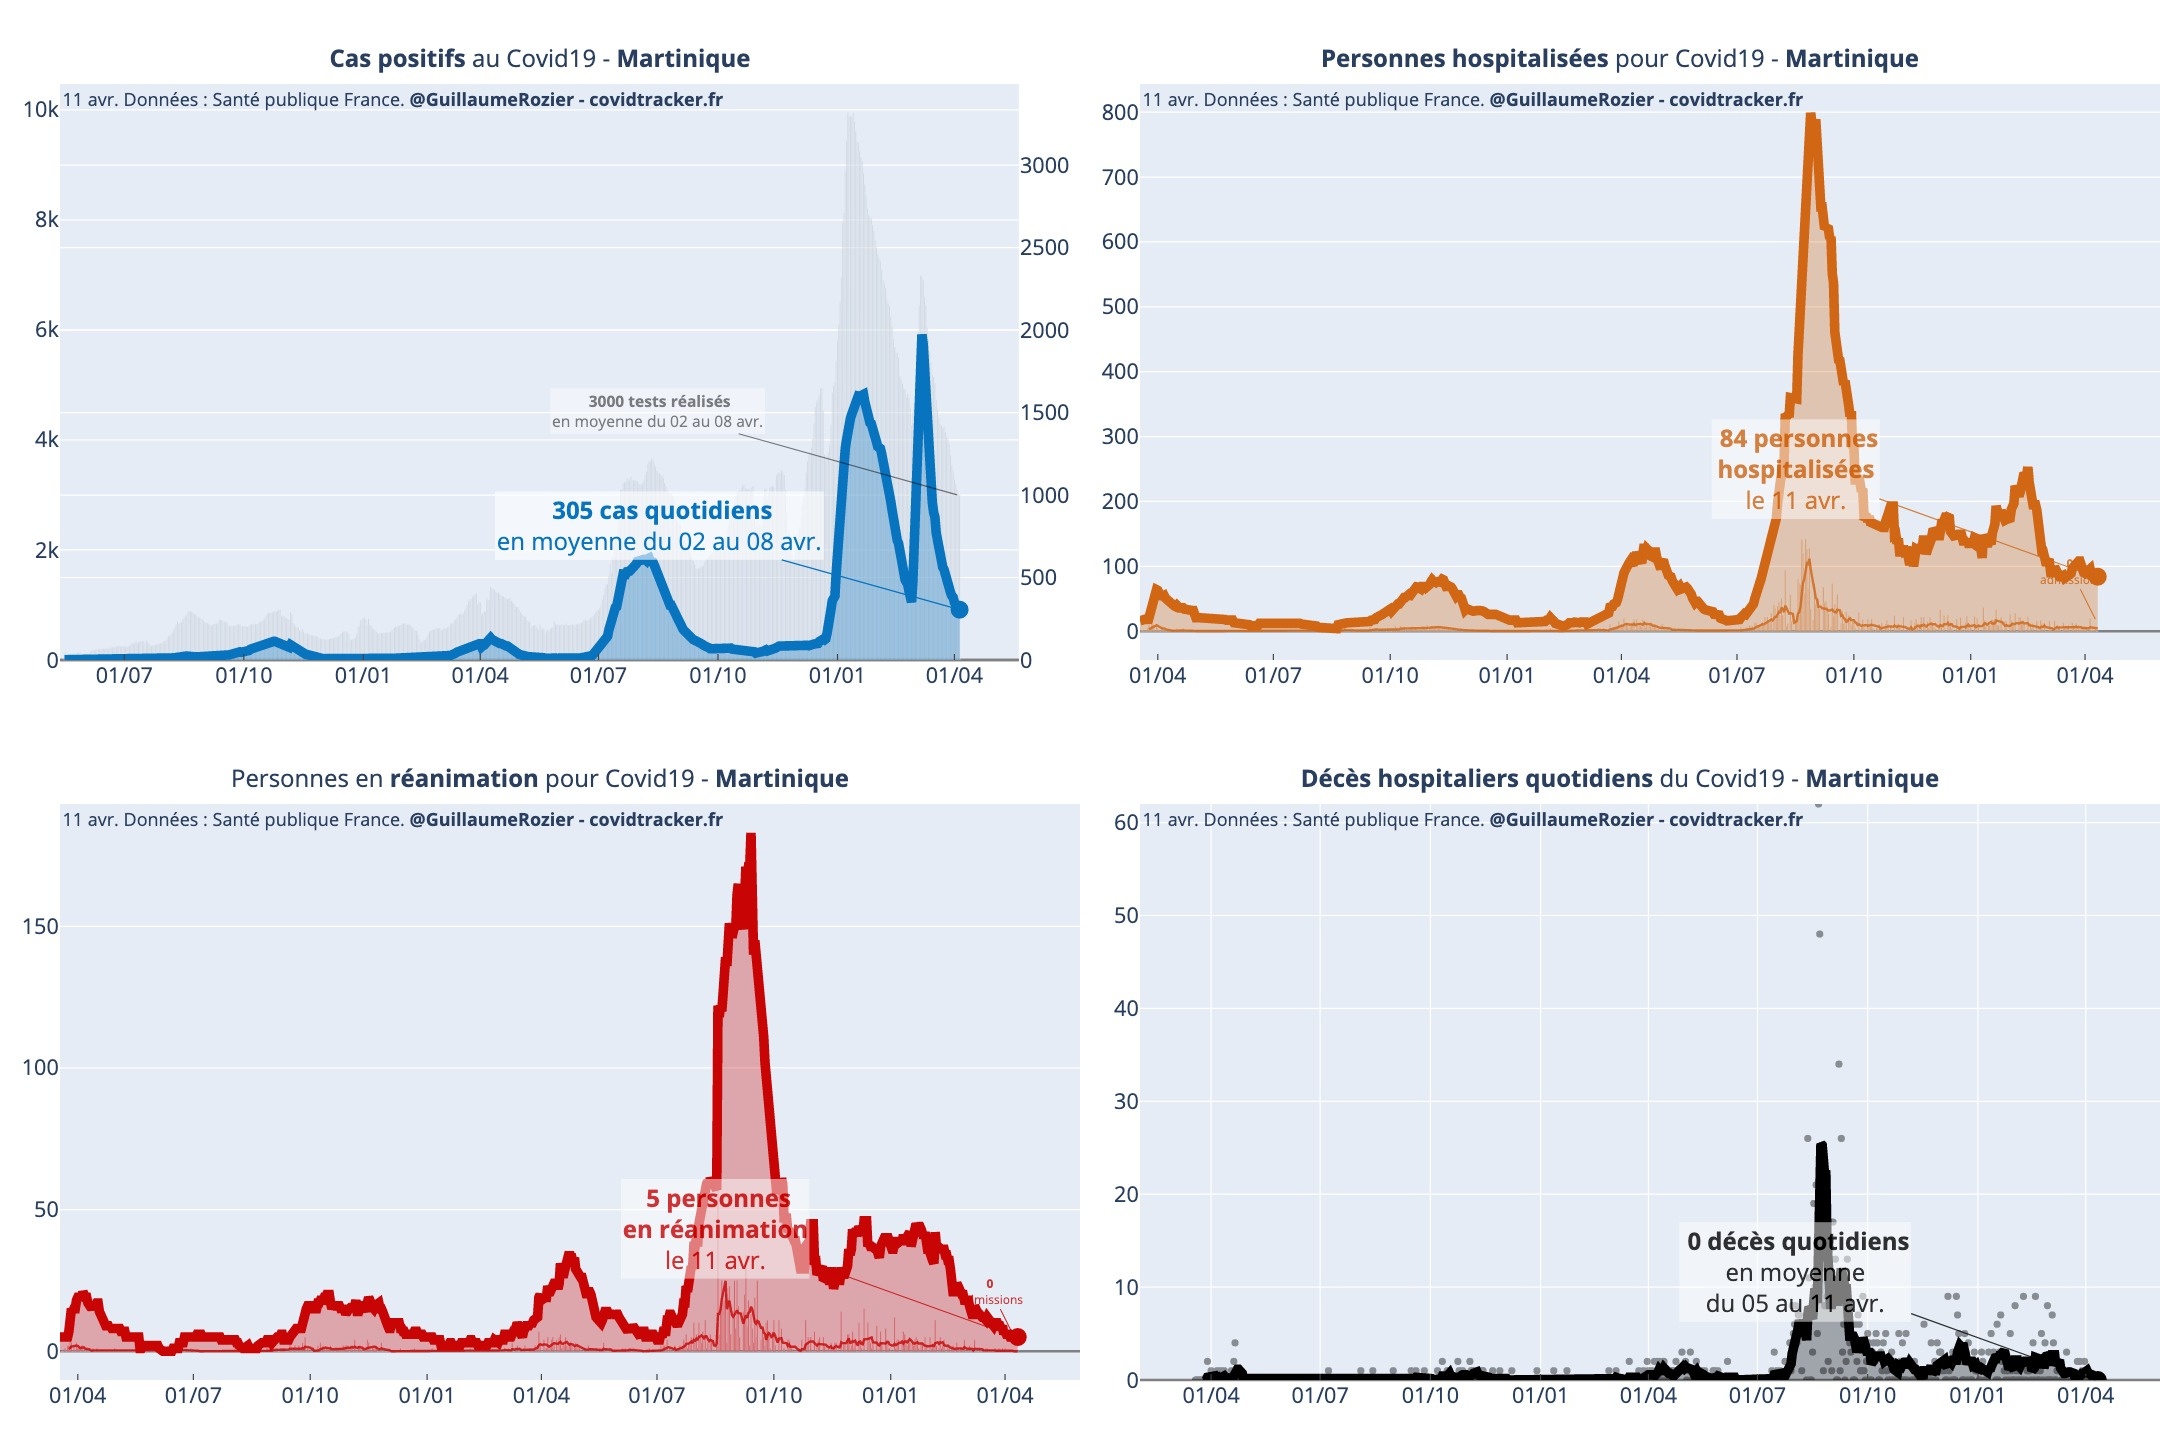 Cas positifs au Covid19 - Martinique
11 avr. Données : Santé publique France. @GuillaumeRozier - covidtracker.fr
10k
8k
6k
4k
2k
0
3000
2500
2000
1500
1000
500
0
3000 tests réalisés
en moyenne du 02 au 08 avr.
305 cas quotidiens
en moyenne du 02 au 08 avr.
01/07 01/10 01/01 01/04 01/07 01/10 01/01 01/04
Personnes hospitalisées pour Covid19 - Martinique
11 avr. Données : Santé publique France. @GuillaumeRozier - covidtracker.fr
800
700
600
500
400
300
200
100
0
84 personnes
hospitalisées
le 11 avr.
01/04 01/07 01/10 01/01 01/04 01/07 01/10 01/01 01/04
Personnes en réanimation pour Covid19 - Martinique
11 avr. Données : Santé publique France. @GuillaumeRozier - covidtracker.fr
150
100
50
0
5 personnes
en réanimation
le 11 avr.
0
01/04 01/07 01/10 01/01 01/04 01/07 01/10 01/01 01/04
Décès hospitaliers quotidiens du Covid19 - Martinique
11 avr. Données : Santé publique France. @GuillaumeRozier - covidtracker.fr
60
50
40
30
20
10
0
0 décès quotidiens
en moyenne
du 05 au 11 avr.
01/04 01/07 01/10 01/01 01/04 01/07 01/10 01/01 01/04